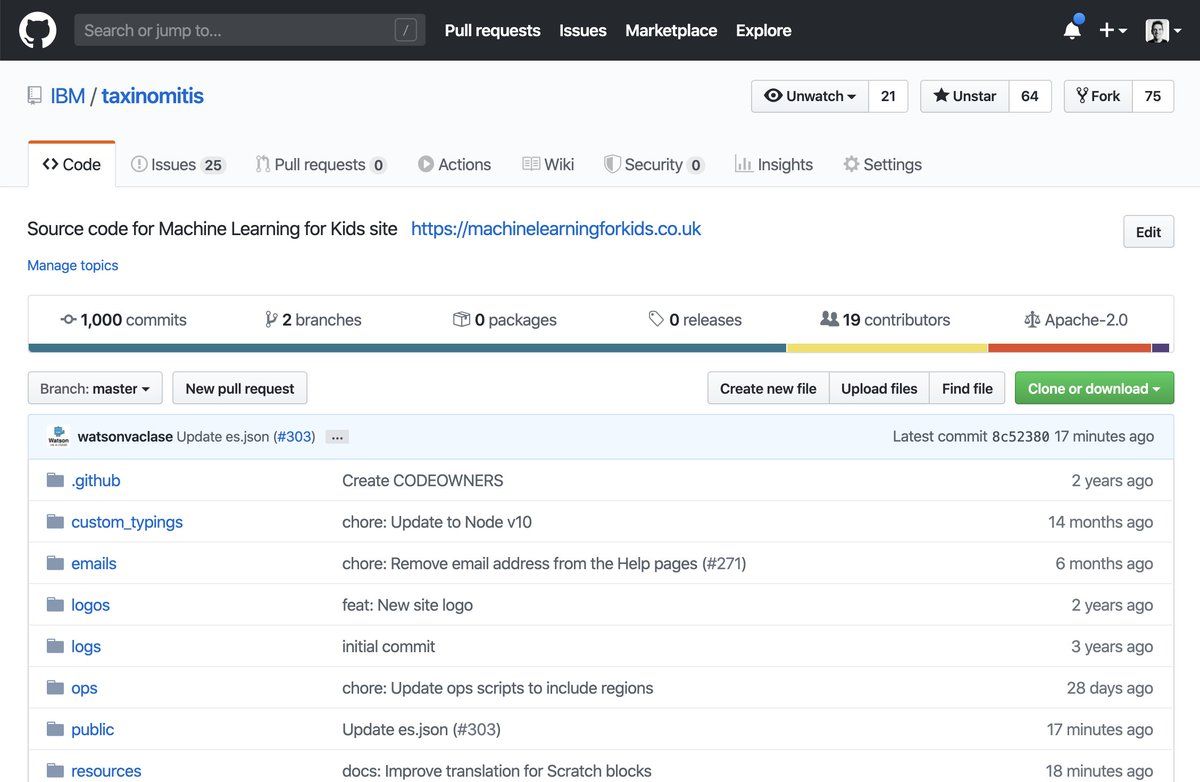 Search or jump to... / Pull requests Issues Marketplace Explore
IBM / taxinomitis Unwatch 21 Unstar 64 Fork 75
Code Issues 25 Pull requests 0 Actions Wiki Security 0 Insights Settings
Source code for Machine Learning for Kids site https://machinelearningforkids.co.uk Edit
Manage topics
1,000 commits 2 branches 0 packages 0 releases 19 contributors Apache-2.0
Branch: master New pull request Create new file Upload files Find file Clone or download
Watson watsonvaclase Update es.json (#303) ... Latest commit 8c52380 17 minutes ago
.github Create CODEOWNERS 2 years ago
custom_typings chore: Update to Node v10 14 months ago
emails chore: Remove email address from the Help pages (#271) 6 months ago
logos feat: New site logo 2 years ago
logs initial commit 3 years ago
ops chore: Update ops scripts to include regions 28 days ago
public Update es.json (#303) 17 minutes ago
resources docs: Improve translation for Scratch blocks 18 minutes ago